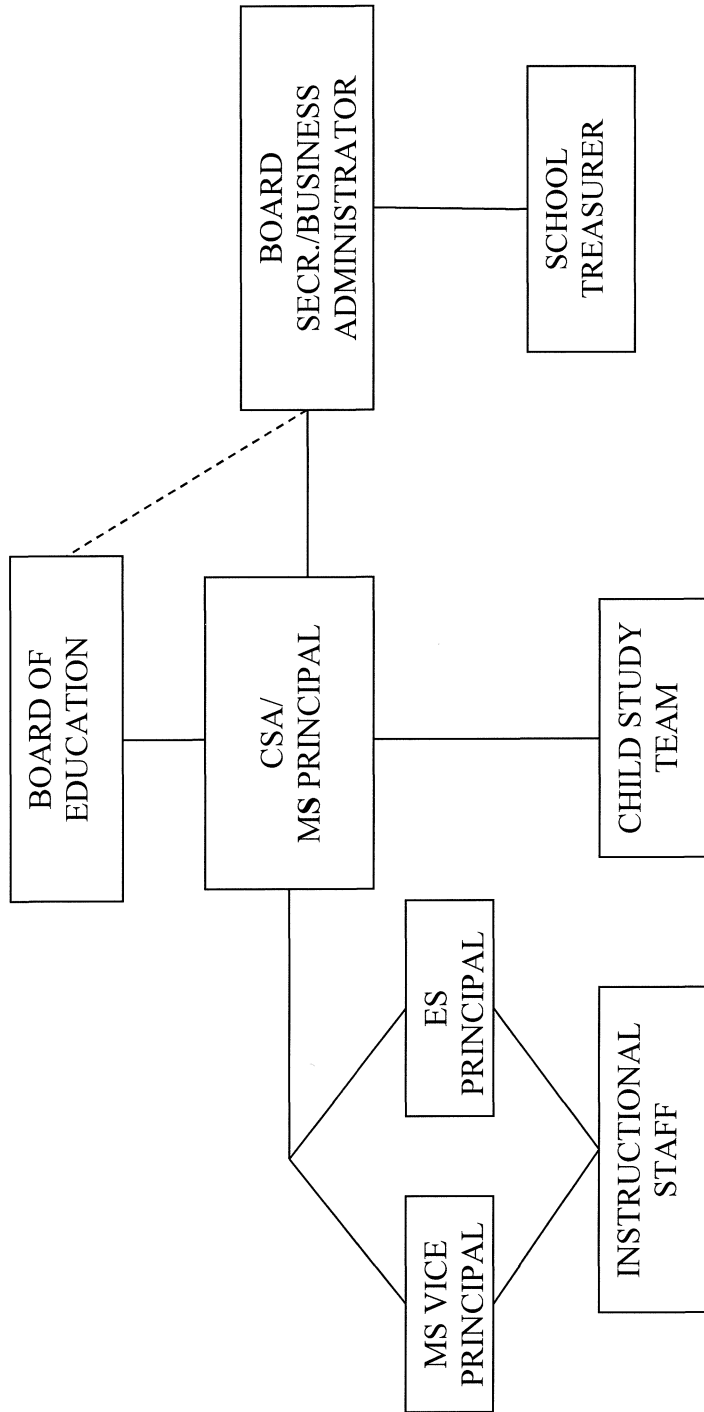 BOARD OF
EDUCATION
CSA/
MS PRINCIPAL
BOARD
SECR./BUSINESS
ADMINISTRATOR
SCHOOL
TREASURER
MS VICE
PRINCIPAL
ES
PRINCIPAL
INSTRUCTIONAL
STAFF
CHILD STUDY
TEAM